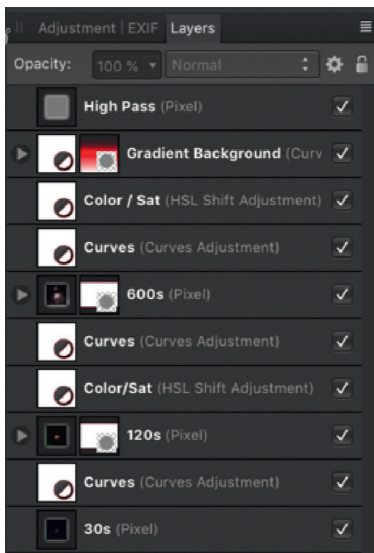 Adjustment | EXIF Layers
Opacity: 100 % Normal
High Pass (Pixel)
Gradient Background (Curv
Color / Sat (HSL Shift Adjustment)
Curves (Curves Adjustment)
600s (Pixel)
Curves (Curves Adjustment)
Color/Sat (HSL Shift Adjustment)
120s (Pixel)
Curves (Curves Adjustment)
30s (Pixel)